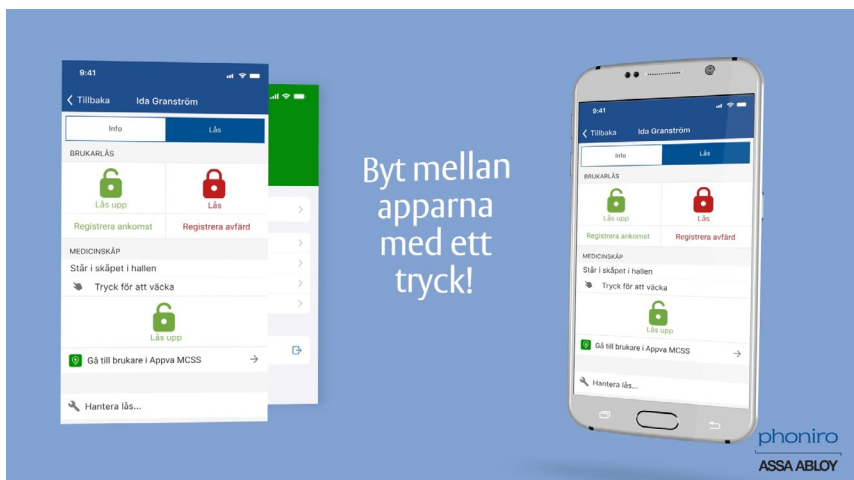 9:41
Tillbaka
Ida Granström
Info
Lås
BRUKARLÅS
Lås upp
Lås
Registrera ankomst
Registrera avfärd
MEDICINSKÅP
Står i skåpet i hallen
Tryck för att väcka
Lås upp
Gå till brukare i Appva MCSS
Hantera lås...
Byt mellan
apparna
med ett
tryck!
9:41
Tillbaka
Ida Granström
Info
Lås
BRUKARLÅS
Lås upp
Lås
Registrera ankomst
Registrera avfärd
MEDICINSKÅP
Står i skåpet i hallen
Tryck för att väcka
Lås upp
Gå till brukare i Appva MCSS
Hantera lås...
phoniro
ASSA ABLOY